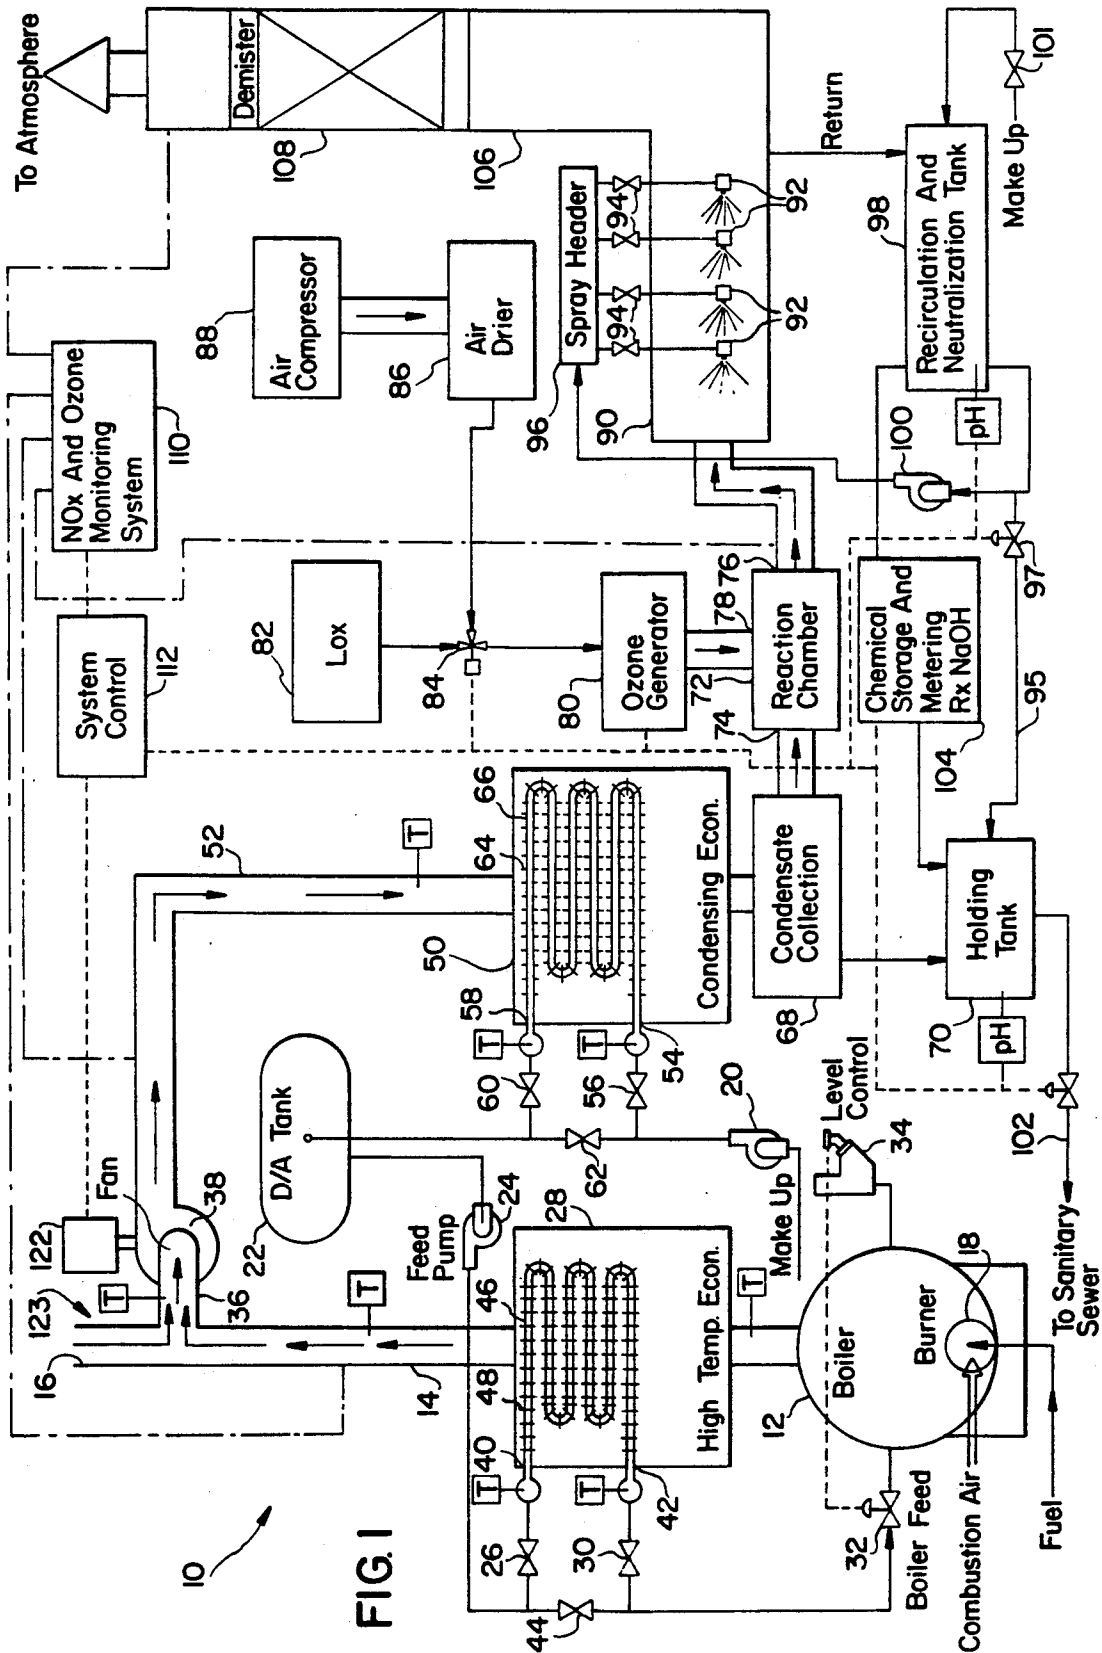 To Atmosphere
Demister
108
106
NOx And Ozone
Monitoring
System
110
System
Control
112
88
Air
Compressor
86
Air
Drier
96
Spray Header
94
94
92
92
90
Return
98
Recirculation And
Neutralization Tank
Make Up
101
pH
100
97
95
82
Lox
84
80
Ozone
Generator
72
78
74
76
Reaction
Chamber
Chemical
Storage And
Metering
Rx NaOH
104
52
T
50
64
66
58
T
T
54
60
56
62
Condensing Econ.
Condensate
Collection
68
Holding
Tank
70
pH
102
To Sanitary
Sewer
122
Fan
38
36
T
123
16
14
T
D/A Tank
22
Feed
Pump
24
20
Make Up
28
46
48
40
42
T
T
26
30
44
High Temp. Econ.
T
Level
Control
34
12
Boiler
Burner
18
32
Boiler Feed
Combustion Air
Fuel
10
FIG. 1